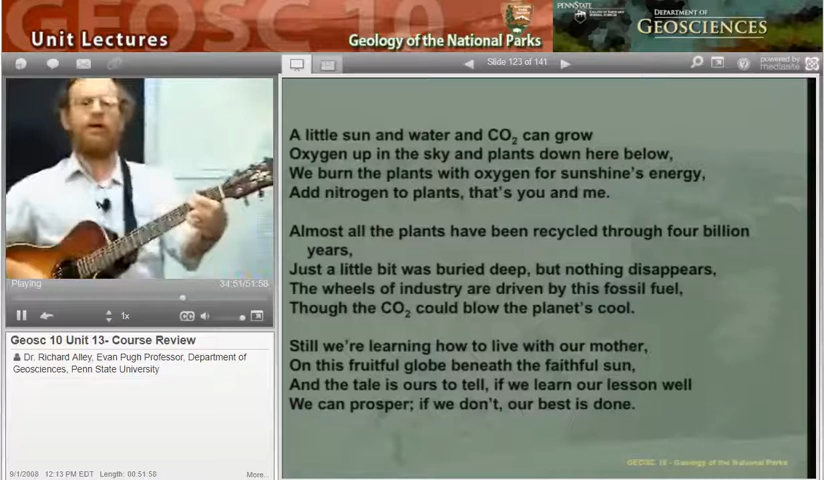 GEOSC 10
Unit Lectures
Geology of the National Parks
PENNSTATE
DEPARTMENT OF
GEOSCIENCES
Slide 123 of 141
powered by
mediasite
A little sun and water and CO₂ can grow
Oxygen up in the sky and plants down here below,
We burn the plants with oxygen for sunshine's energy,
Add nitrogen to plants, that's you and me.
Almost all the plants have been recycled through four billion
years,
Just a little bit was buried deep, but nothing disappears,
The wheels of industry are driven by this fossil fuel,
Though the CO₂ could blow the planet's cool.
Still we're learning how to live with our mother,
On this fruitful globe beneath the faithful sun,
And the tale is ours to tell, if we learn our lesson well
We can prosper; if we don't, our best is done.
GEOSC 10 - Geology of the National Parks
Playing
34:51/51:58
1x
CC
Geosc 10 Unit 13- Course Review
Dr. Richard Alley, Evan Pugh Professor, Department of
Geosciences, Penn State University
9/1/2008 12:13 PM EDT Length: 00:51:58
More...